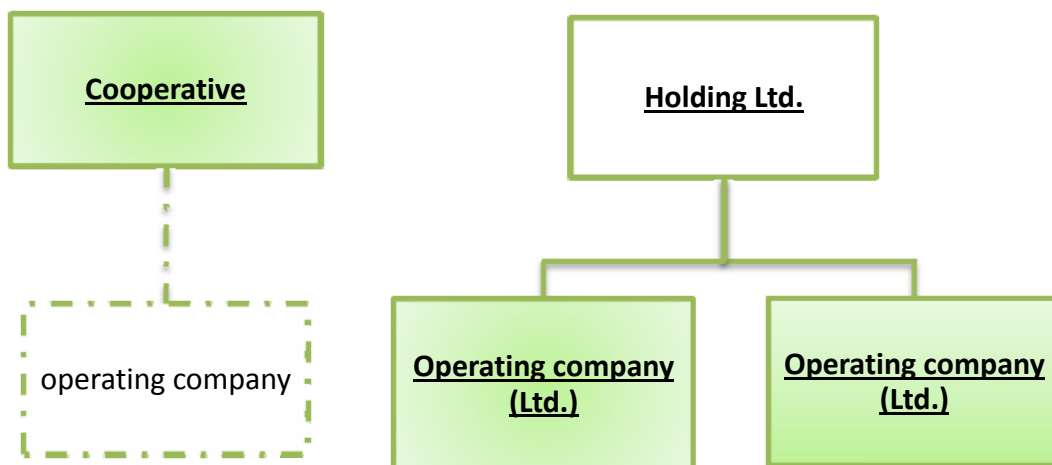 Cooperative
Holding Ltd.
operating company
Operating company
(Ltd.)
Operating company
(Ltd.)